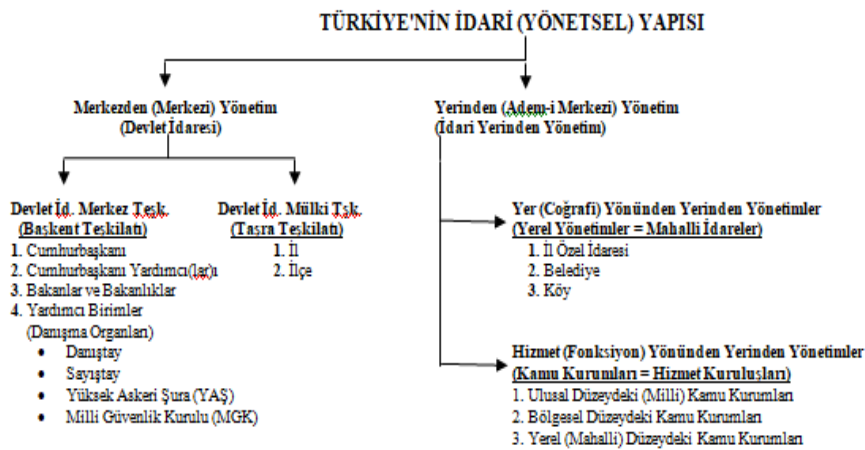 TÜRKİYE'NİN İDARİ (YÖNETSEL) YAPISI
Merkezden (Merkezi) Yönetim
(Devlet İdaresi)
Yerinden (Adem-i Merkezi) Yönetim
(İdari Yerinden Yönetim)
Devlet İd. Merkez Teşk.
(Başkent Teşkilatı)
1. Cumhurbaşkanı
2. Cumhurbaşkanı Yardımcı(lar)ı
3. Bakanlar ve Bakanlıklar
4. Yardımcı Birimler
(Danışma Organları)
• Danıştay
• Sayıştay
• Yüksek Askeri Şura (YAŞ)
• Milli Güvenlik Kurulu (MGK)
Devlet İd. Mülki Tşk.
(Taşra Teşkilatı)
1. İl
2. İlçe
Yer (Coğrafi) Yönünden Yerinden Yönetimler
(Yerel Yönetimler = Mahalli İdareler)
1. İl Özel İdaresi
2. Belediye
3. Köy
Hizmet (Fonksiyon) Yönünden Yerinden Yönetimler
(Kamu Kurumları = Hizmet Kuruluşları)
1. Ulusal Düzeydeki (Milli) Kamu Kurumları
2. Bölgesel Düzeydeki Kamu Kurumları
3. Yerel (Mahalli) Düzeydeki Kamu Kurumları